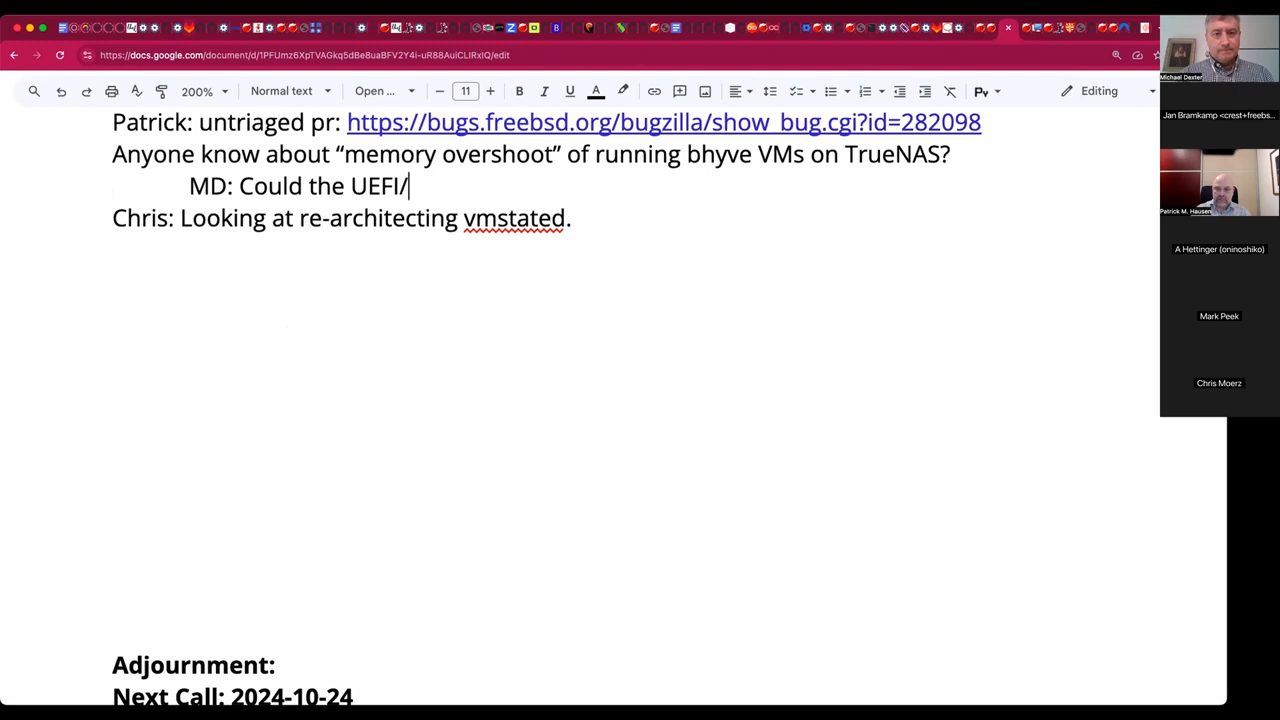 https://docs.google.com/document/d/1PFUmz6XpTVAGkq5dBe8uaBFV2Y4i-uR88AuiCLIRxIQ/edit
200%
Normal text
Open ...
11
Editing
Patrick: untriaged pr: https://bugs.freebsd.org/bugzilla/show_bug.cgi?id=282098
Anyone know about “memory overshoot” of running bhyve VMs on TrueNAS?
MD: Could the UEFI/
Chris: Looking at re-architecting vmstated.
Adjournment:
Next Call: 2024-10-24
Michael Dexter
Jan Bramkamp <crest+freebs...
Patrick M. Hausen
A Hettinger (oninoshiko)
Mark Peek
Chris Moerz